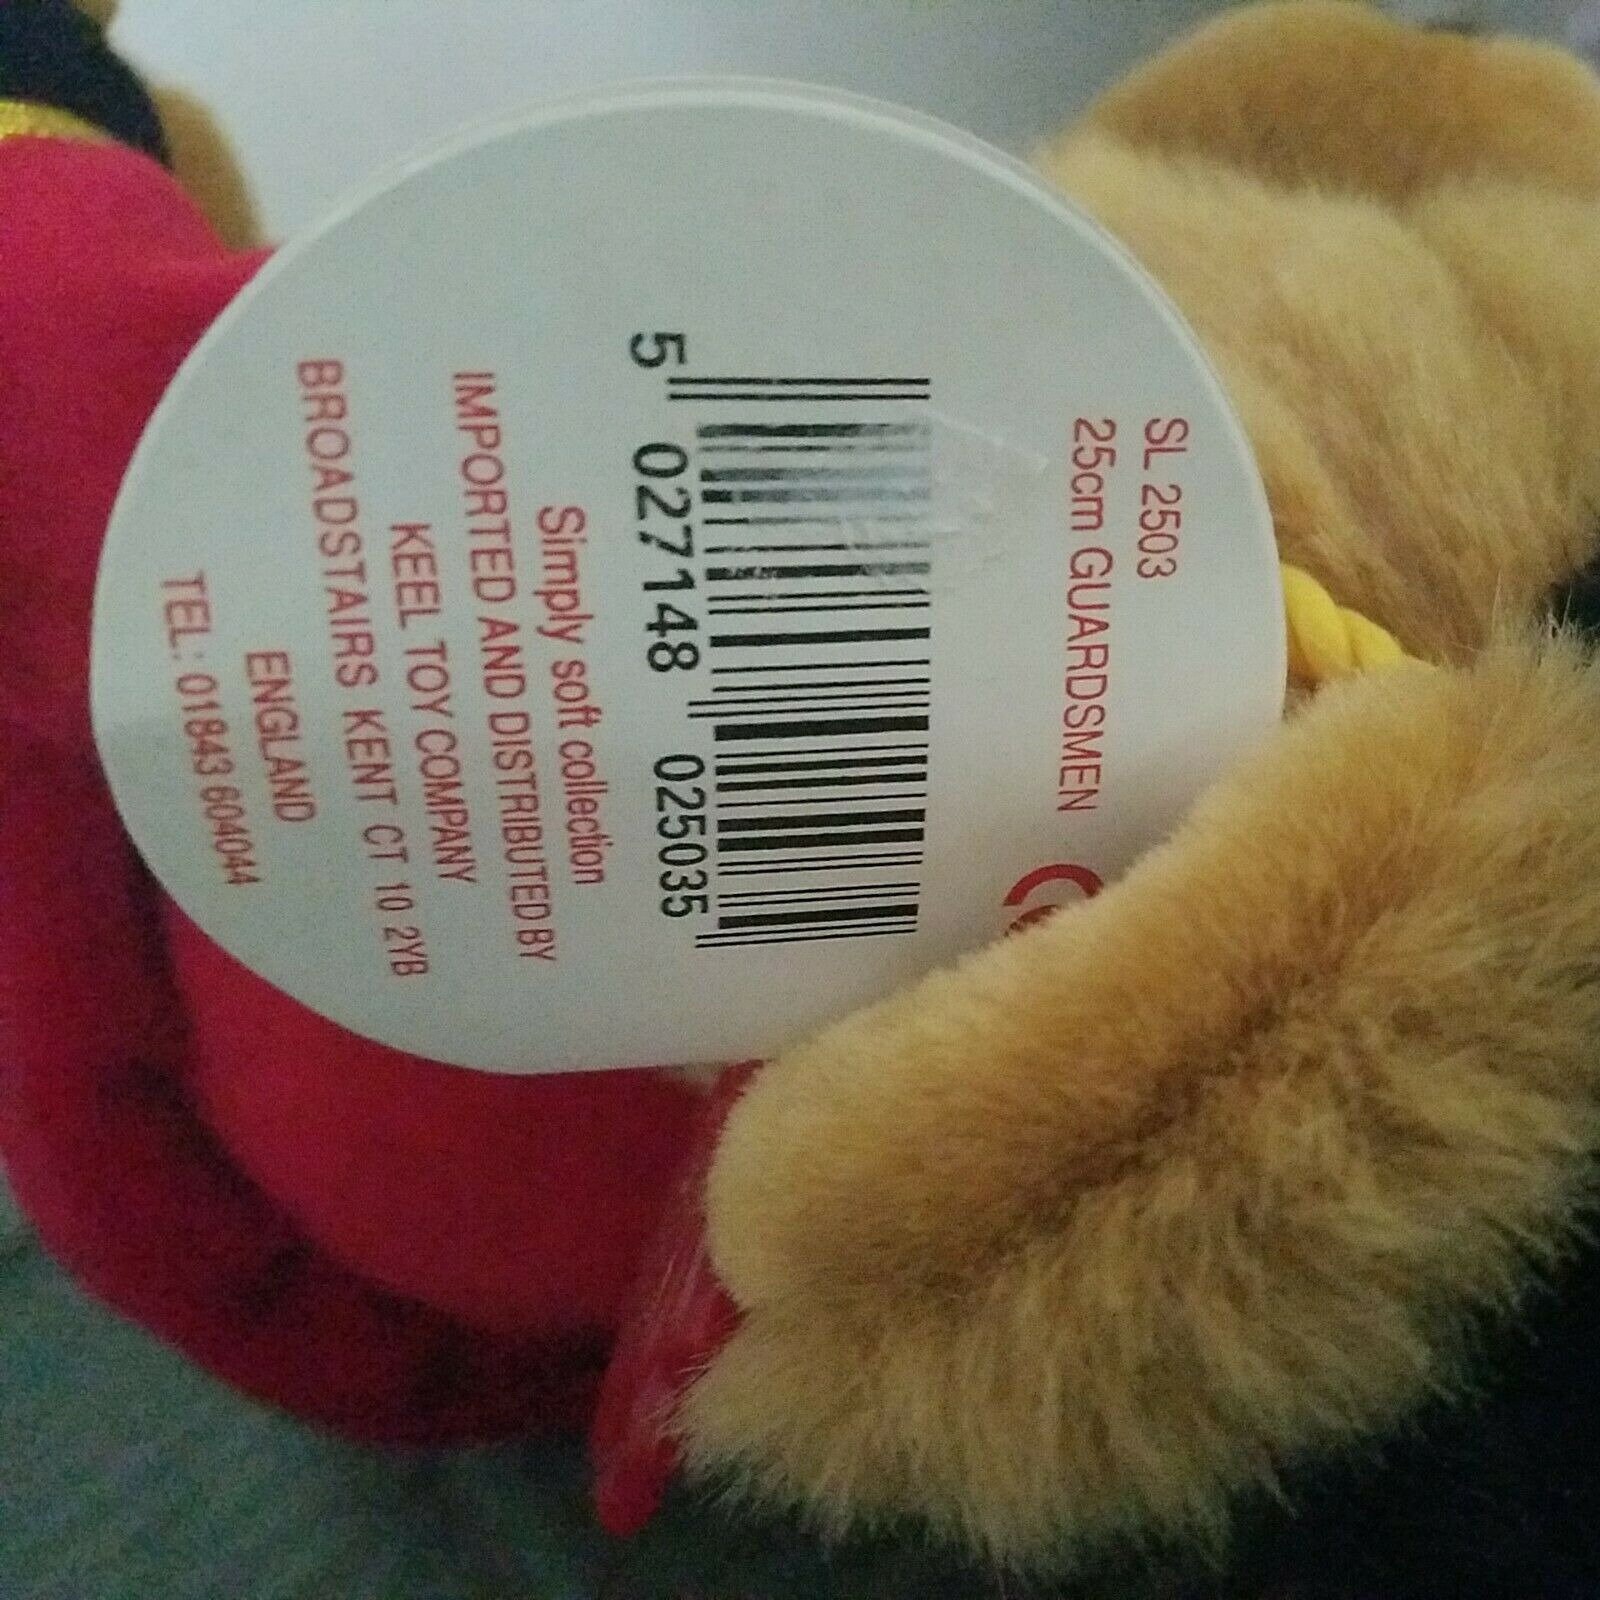 SL 2503
25cm GUARDSMEN
5 027148 025035
Simply soft collection
IMPORTED AND DISTRIBUTED BY
KEEL TOY COMPANY
BROADSTAIRS KENT CT 10 2YB
ENGLAND
TEL: 01843 604044